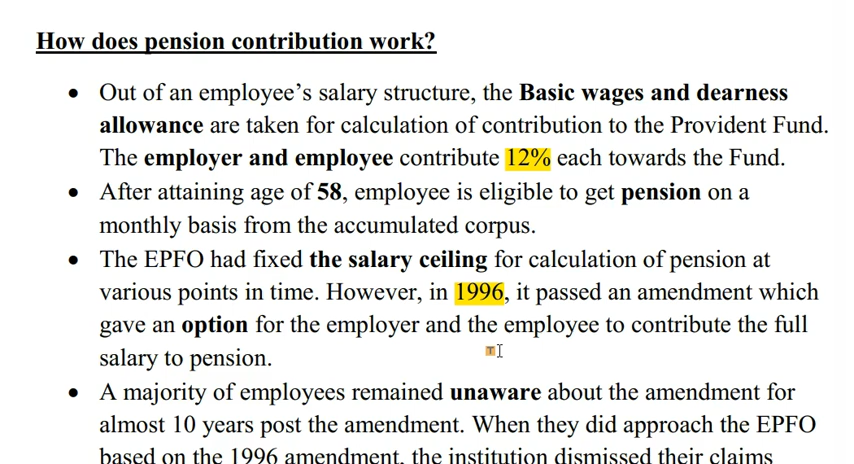 How does pension contribution work?
• Out of an employee’s salary structure, the Basic wages and dearness
allowance are taken for calculation of contribution to the Provident Fund.
The employer and employee contribute 12% each towards the Fund.
• After attaining age of 58, employee is eligible to get pension on a
monthly basis from the accumulated corpus.
• The EPFO had fixed the salary ceiling for calculation of pension at
various points in time. However, in 1996, it passed an amendment which
gave an option for the employer and the employee to contribute the full
salary to pension.
• A majority of employees remained unaware about the amendment for
almost 10 years post the amendment. When they did approach the EPFO
based on the 1996 amendment, the institution dismissed their claims